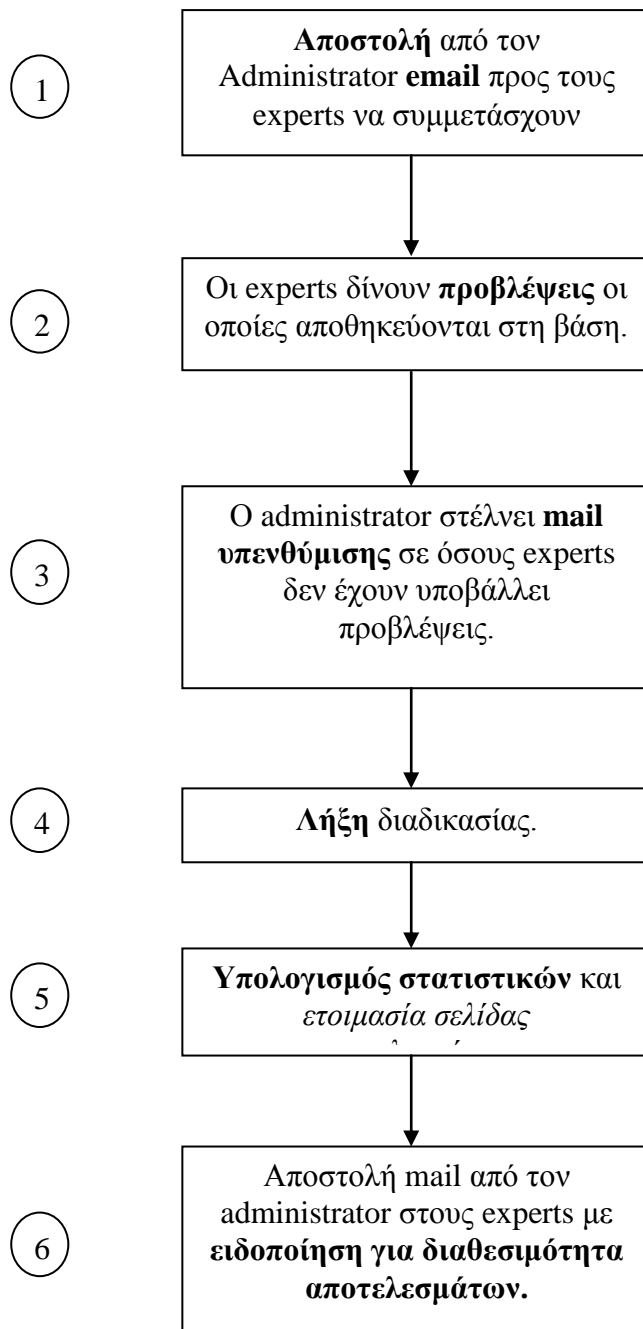 1
Αποστολή από τον
Administrator email προς τους
experts να συμμετάσχουν
2
Οι experts δίνουν προβλέψεις οι
οποίες αποθηκεύονται στη βάση.
3
Ο administrator στέλνει mail
υπενθύμισης σε όσους experts
δεν έχουν υποβάλλει
προβλέψεις.
4
Λήξη διαδικασίας.
5
Υπολογισμός στατιστικών και
ετοιμασία σελίδας
6
Αποστολή mail από τον
administrator στους experts με
ειδοποίηση για διαθεσιμότητα
αποτελεσμάτων.